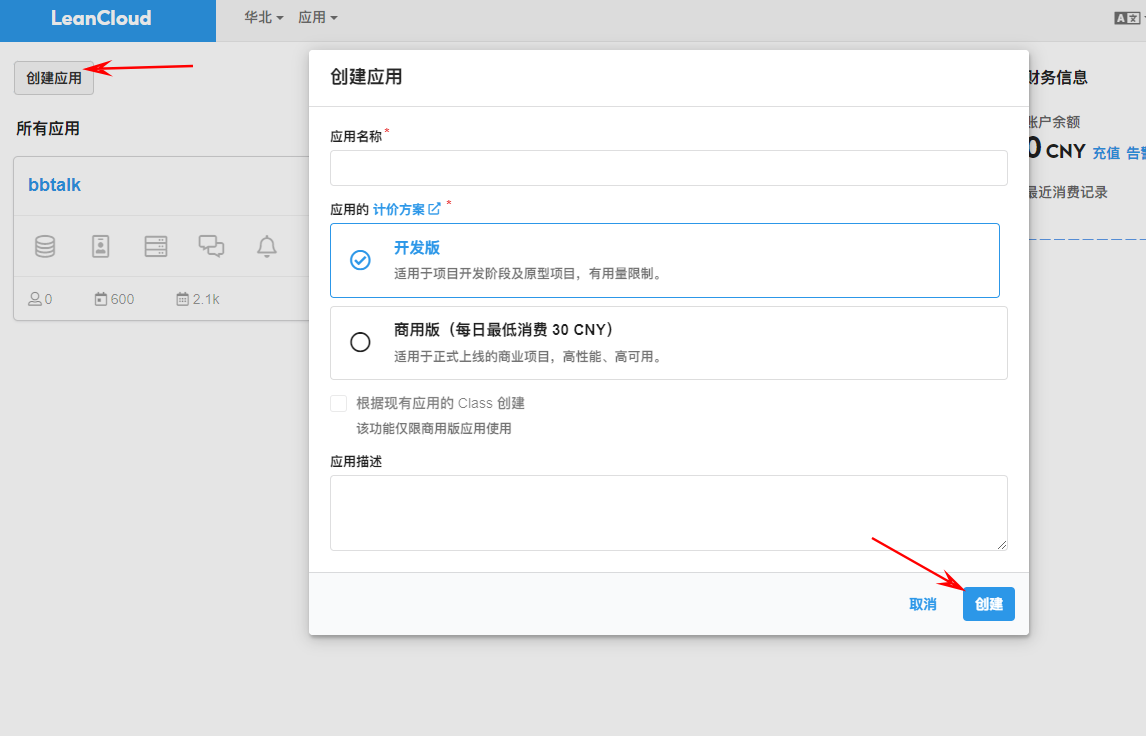 LeanCloud 华北 应用
创建应用
所有应用
bbtalk
0 600 2.1k
创建应用
应用名称*
应用的 计价方案 *
开发版
适用于项目开发阶段及原型项目，有用量限制。
商用版（每日最低消费 30 CNY）
适用于正式上线的商业项目，高性能、高可用。
根据现有应用的 Class 创建
该功能仅限商用版应用使用
应用描述
取消 创建
财务信息
账户余额
0 CNY 充值 告警
最近消费记录